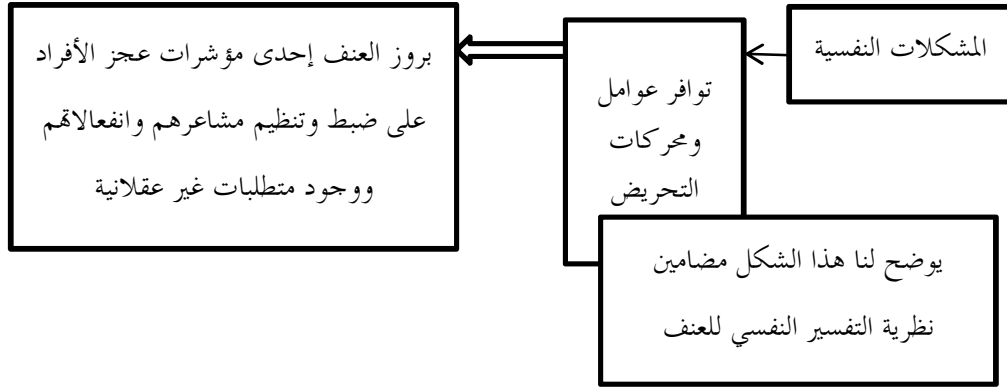 المشكلات النفسية
توافر عوامل
ومحركات
التحريض
بروز العنف إحدى مؤشرات عجز الأفراد
على ضبط وتنظيم مشاعرهم وانفعالاتهم
ووجود متطلبات غير عقلانية
يوضح لنا هذا الشكل مضامين
نظرية التفسير النفسي للعنف